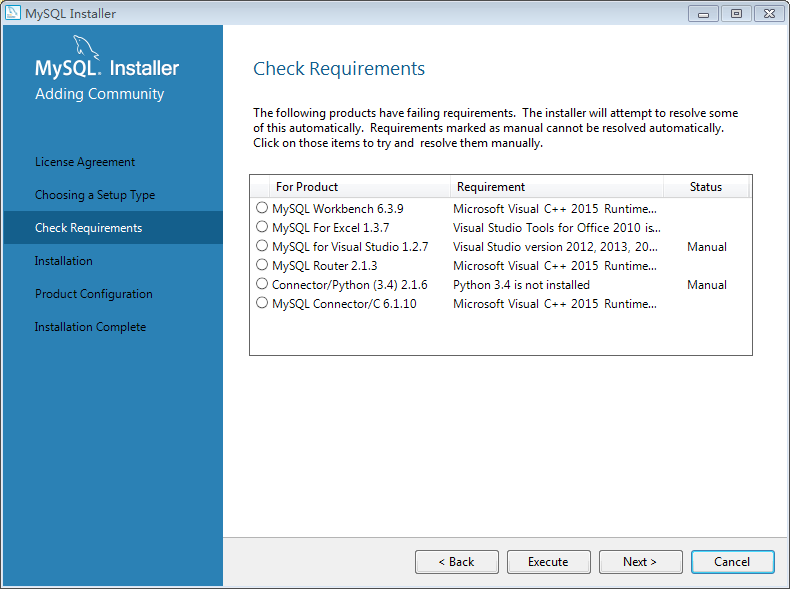 MySQL Installer
MySQL. Installer
Adding Community
License Agreement
Choosing a Setup Type
Check Requirements
Installation
Product Configuration
Installation Complete
Check Requirements
The following products have failing requirements.  The installer will attempt to resolve some
of this automatically.  Requirements marked as manual cannot be resolved automatically.
Click on those items to try and  resolve them manually.
For Product Requirement Status
MySQL Workbench 6.3.9 Microsoft Visual C++ 2015 Runtime...
MySQL For Excel 1.3.7 Visual Studio Tools for Office 2010 is...
MySQL for Visual Studio 1.2.7 Visual Studio version 2012, 2013, 20... Manual
MySQL Router 2.1.3 Microsoft Visual C++ 2015 Runtime...
Connector/Python (3.4) 2.1.6 Python 3.4 is not installed Manual
MySQL Connector/C 6.1.10 Microsoft Visual C++ 2015 Runtime...
< Back Execute Next > Cancel